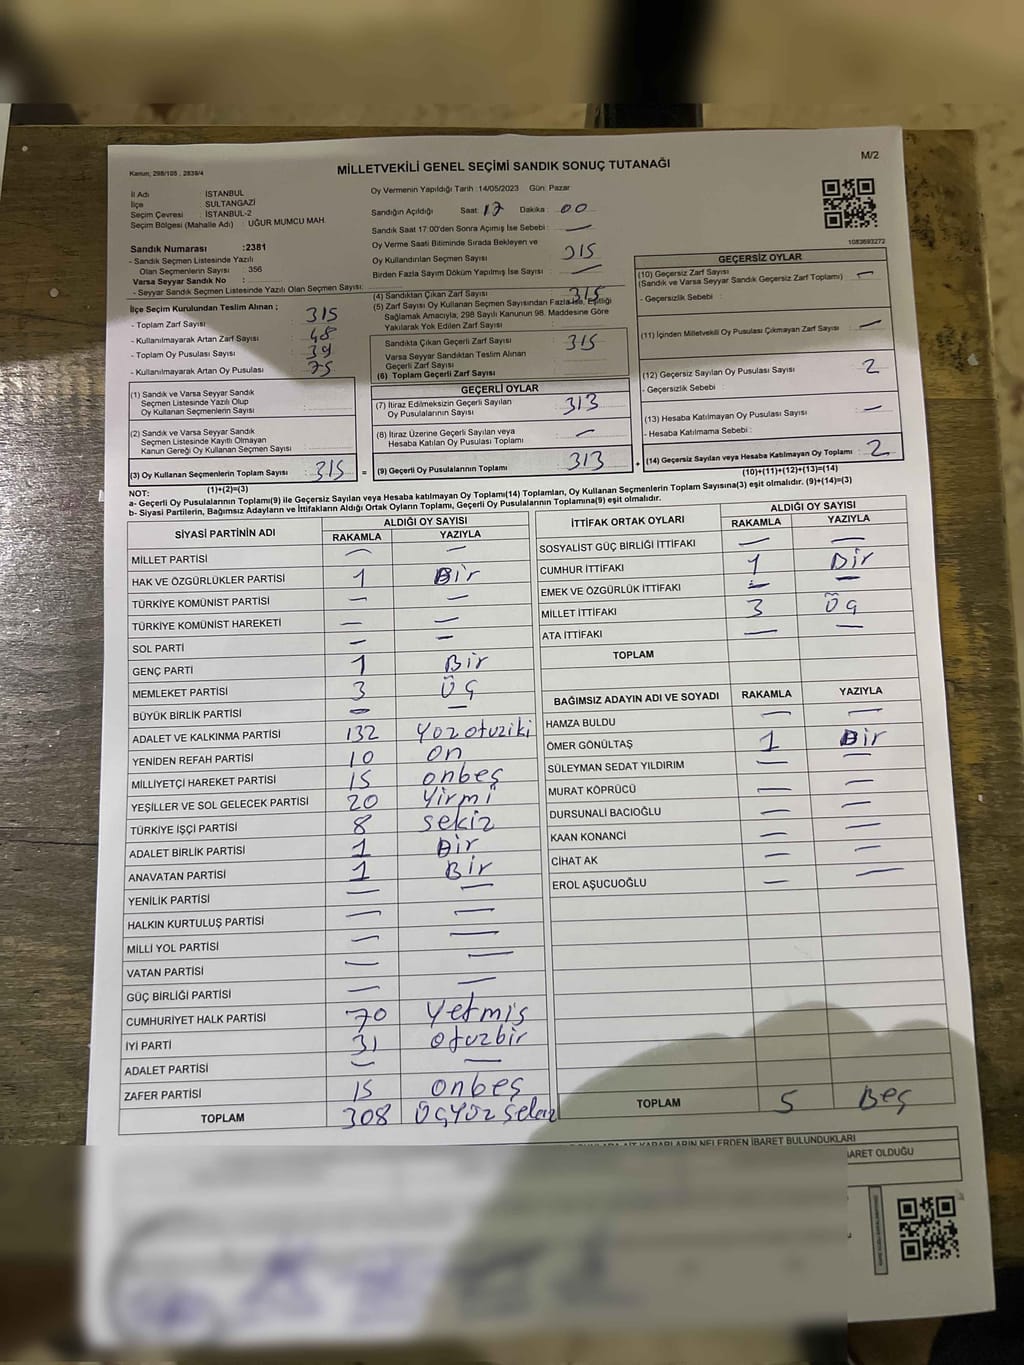 M/2
MİLLETVEKİLİ GENEL SEÇİMİ SANDIK SONUÇ TUTANAĞI
Kanun; 298/105 , 2839/4
İl Adı : İSTANBUL
İlçe : SULTANGAZİ
Seçim Çevresi : İSTANBUL-2
Seçim Bölgesi (Mahalle Adı) : UĞUR MUMCU MAH.
Sandık Numarası :2381
- Sandık Seçmen Listesinde Yazılı
Olan Seçmenlerin Sayısı : 356
Varsa Seyyar Sandık No :
- Seyyar Sandık Seçmen Listesinde Yazılı Olan Seçmen Sayısı:
Oy Vermenin Yapıldığı Tarih :14/05/2023 Gün: Pazar
Sandığın Açıldığı Saat: 17 Dakika : 00
Sandık Saat 17:00'den Sonra Açımış İse Sebebi : —
Oy Verme Saati Bitiminde Sırada Bekleyen ve
Oy Kullandırılan Seçmen Sayısı 315
Birden Fazla Sayım Döküm Yapılmış İse Sayısı : —
1083693272
İlçe Seçim Kurulundan Teslim Alınan ;
- Toplam Zarf Sayısı : 315
- Kullanılmayarak Artan Zarf Sayısı : 48
- Toplam Oy Pusulası Sayısı : 39
- Kullanılmayarak Artan Oy Pusulası : 75
(4) Sandıktan Çıkan Zarf Sayısı 315
(5) Zarf Sayısı Oy Kullanan Seçmen Sayısından Fazla ise, Eşitliği
Sağlamak Amacıyla, 298 Sayılı Kanunun 98. Maddesine Göre
Yakılarak Yok Edilen Zarf Sayısı :
Sandıkta Çıkan Geçerli Zarf Sayısı : 315
Varsa Seyyar Sandıktan Teslim Alınan
Geçerli Zarf Sayısı :
(6) Toplam Geçerli Zarf Sayısı :
GEÇERSİZ OYLAR
(10) Geçersiz Zarf Sayısı —
(Sandık ve Varsa Seyyar Sandık Geçersiz Zarf Toplamı)
- Geçersizlik Sebebi :
(11) İçinden Milletvekili Oy Pusulası Çıkmayan Zarf Sayısı : —
(12) Geçersiz Sayılan Oy Pusulası Sayısı : 2
- Geçersizlik Sebebi :
(13) Hesaba Katılmayan Oy Pusulası Sayısı : —
- Hesaba Katılmama Sebebi :
(14) Geçersiz Sayılan veya Hesaba Katılmayan Oy Toplamı : 2
(10)+(11)+(12)+(13)=(14)
(1) Sandık ve Varsa Seyyar Sandık
Seçmen Listesinde Yazılı Olup
Oy Kullanan Seçmenlerin Sayısı :
(2) Sandık ve Varsa Seyyar Sandık
Seçmen Listesinde Kayıtlı Olmayan
Kanun Gereği Oy Kullanan Seçmen Sayısı :
(3) Oy Kullanan Seçmenlerin Toplam Sayısı : 315 =
(1)+(2)=(3)
GEÇERLİ OYLAR
(7) İtiraz Edilmeksizin Geçerli Sayılan
Oy Pusulalarının Sayısı : 313
(8) İtiraz Üzerine Geçerli Sayılan veya
Hesaba Katılan Oy Pusulası Toplamı : —
(9) Geçerli Oy Pusulalarının Toplamı : 313 +
NOT:
a- Geçerli Oy Pusulalarının Toplamı(9) ile Geçersiz Sayılan veya Hesaba katılmayan Oy Toplamı(14) Toplamları, Oy Kullanan Seçmenlerin Toplam Sayısına(3) eşit olmalıdır. (9)+(14)=(3)
b- Siyasi Partilerin, Bağımsız Adayların ve İttifakların Aldığı Ortak Oyların Toplamı, Geçerli Oy Pusulalarının Toplamına(9) eşit olmalıdır.
SİYASİ PARTİNİN ADI ALDIĞI OY SAYISI
RAKAMLA YAZIYLA
MİLLET PARTİSİ — —
HAK VE ÖZGÜRLÜKLER PARTİSİ 1 Bir
TÜRKİYE KOMÜNİST PARTİSİ — —
TÜRKİYE KOMÜNİST HAREKETİ — —
SOL PARTİ — —
GENÇ PARTİ 1 Bir
MEMLEKET PARTİSİ 3 Üç
BÜYÜK BİRLİK PARTİSİ — —
ADALET VE KALKINMA PARTİSİ 132 Yüzotuziki
YENİDEN REFAH PARTİSİ 10 on
MİLLİYETÇİ HAREKET PARTİSİ 15 onbeş
YEŞİLLER VE SOL GELECEK PARTİSİ 20 Yirmi
TÜRKİYE İŞÇİ PARTİSİ 8 sekiz
ADALET BİRLİK PARTİSİ 1 Bir
ANAVATAN PARTİSİ 1 Bir
YENİLİK PARTİSİ — —
HALKIN KURTULUŞ PARTİSİ — —
MİLLİ YOL PARTİSİ — —
VATAN PARTİSİ — —
GÜÇ BİRLİĞİ PARTİSİ — —
CUMHURİYET HALK PARTİSİ 70 Yetmiş
İYİ PARTİ 31 otuzbir
ADALET PARTİSİ — —
ZAFER PARTİSİ 15 onbeş
TOPLAM 308
İTTİFAK ORTAK OYLARI ALDIĞI OY SAYISI
RAKAMLA YAZIYLA
SOSYALİST GÜÇ BİRLİĞİ İTTİFAKI — —
CUMHUR İTTİFAKI 1 Bir
EMEK VE ÖZGÜRLÜK İTTİFAKI — —
MİLLET İTTİFAKI 3 Üç
ATA İTTİFAKI — —
TOPLAM
BAĞIMSIZ ADAYIN ADI VE SOYADI RAKAMLA YAZIYLA
HAMZA BULDU — —
ÖMER GÖNÜLTAŞ 1 Bir
SÜLEYMAN SEDAT YILDIRIM — —
MURAT KÖPRÜCÜ — —
DURSUNALİ BACIOĞLU — —
KAAN KONANCİ — —
CİHAT AK — —
EROL AŞUCUOĞLU — —
TOPLAM 5 Beş
NELERDEN İBARET BULUNDUKLARI
OLDUĞU